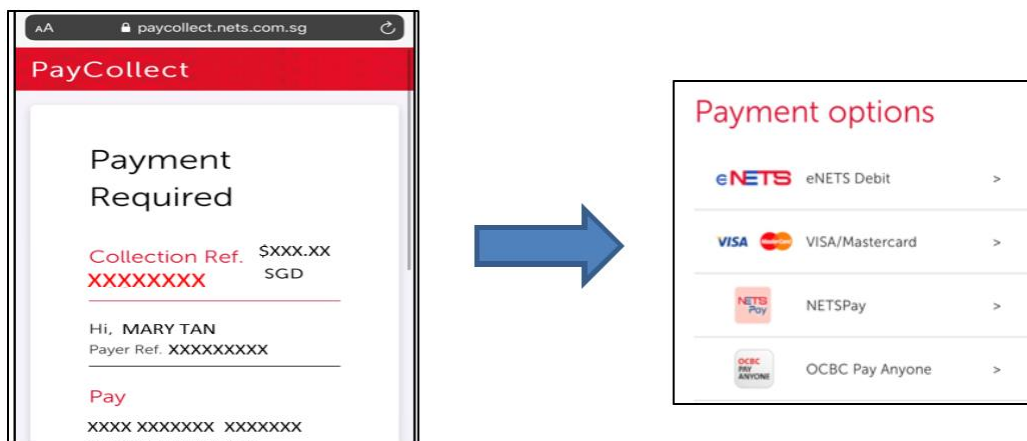 AA paycollect.nets.com.sg
PayCollect
Payment
Required
Collection Ref. $XXX.XX
XXXXXXXX SGD
Hi, MARY TAN
Payer Ref. XXXXXXXXX
Pay
XXXX XXXXXXX XXXXXXX
Payment options
eNETS eNETS Debit >
VISA MasterCard VISA/Mastercard >
NETS Pay NETSPay >
OCBC PAY ANYONE OCBC Pay Anyone >